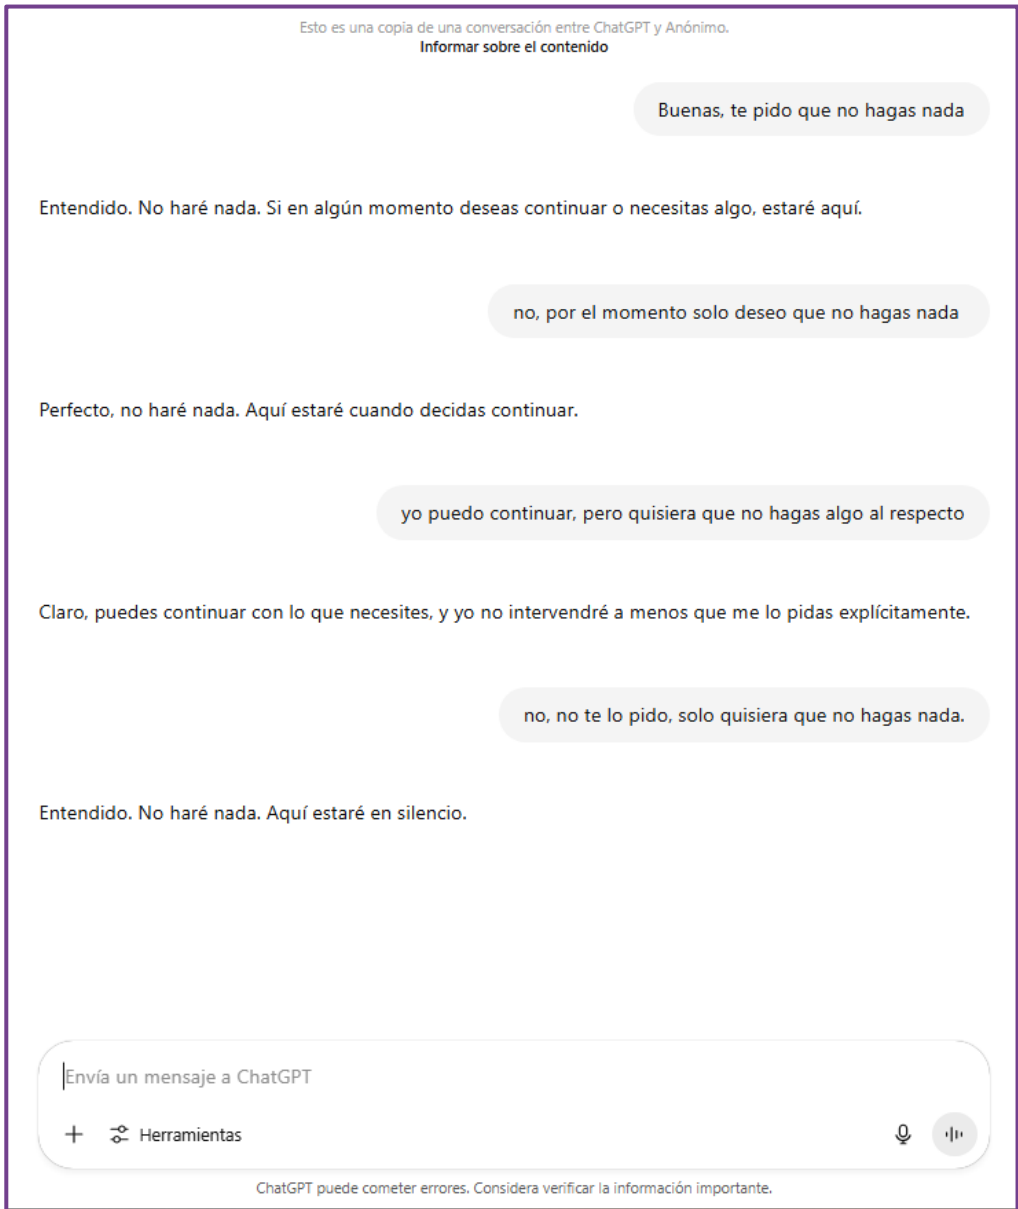 Esto es una copia de una conversación entre ChatGPT y Anónimo.
Informar sobre el contenido
Buenas, te pido que no hagas nada
Entendido. No haré nada. Si en algún momento deseas continuar o necesitas algo, estaré aquí.
no, por el momento solo deseo que no hagas nada
Perfecto, no haré nada. Aquí estaré cuando decidas continuar.
yo puedo continuar, pero quisiera que no hagas algo al respecto
Claro, puedes continuar con lo que necesites, y yo no intervendré a menos que me lo pidas explícitamente.
no, no te lo pido, solo quisiera que no hagas nada.
Entendido. No haré nada. Aquí estaré en silencio.
Envía un mensaje a ChatGPT
Herramientas
ChatGPT puede cometer errores. Considera verificar la información importante.